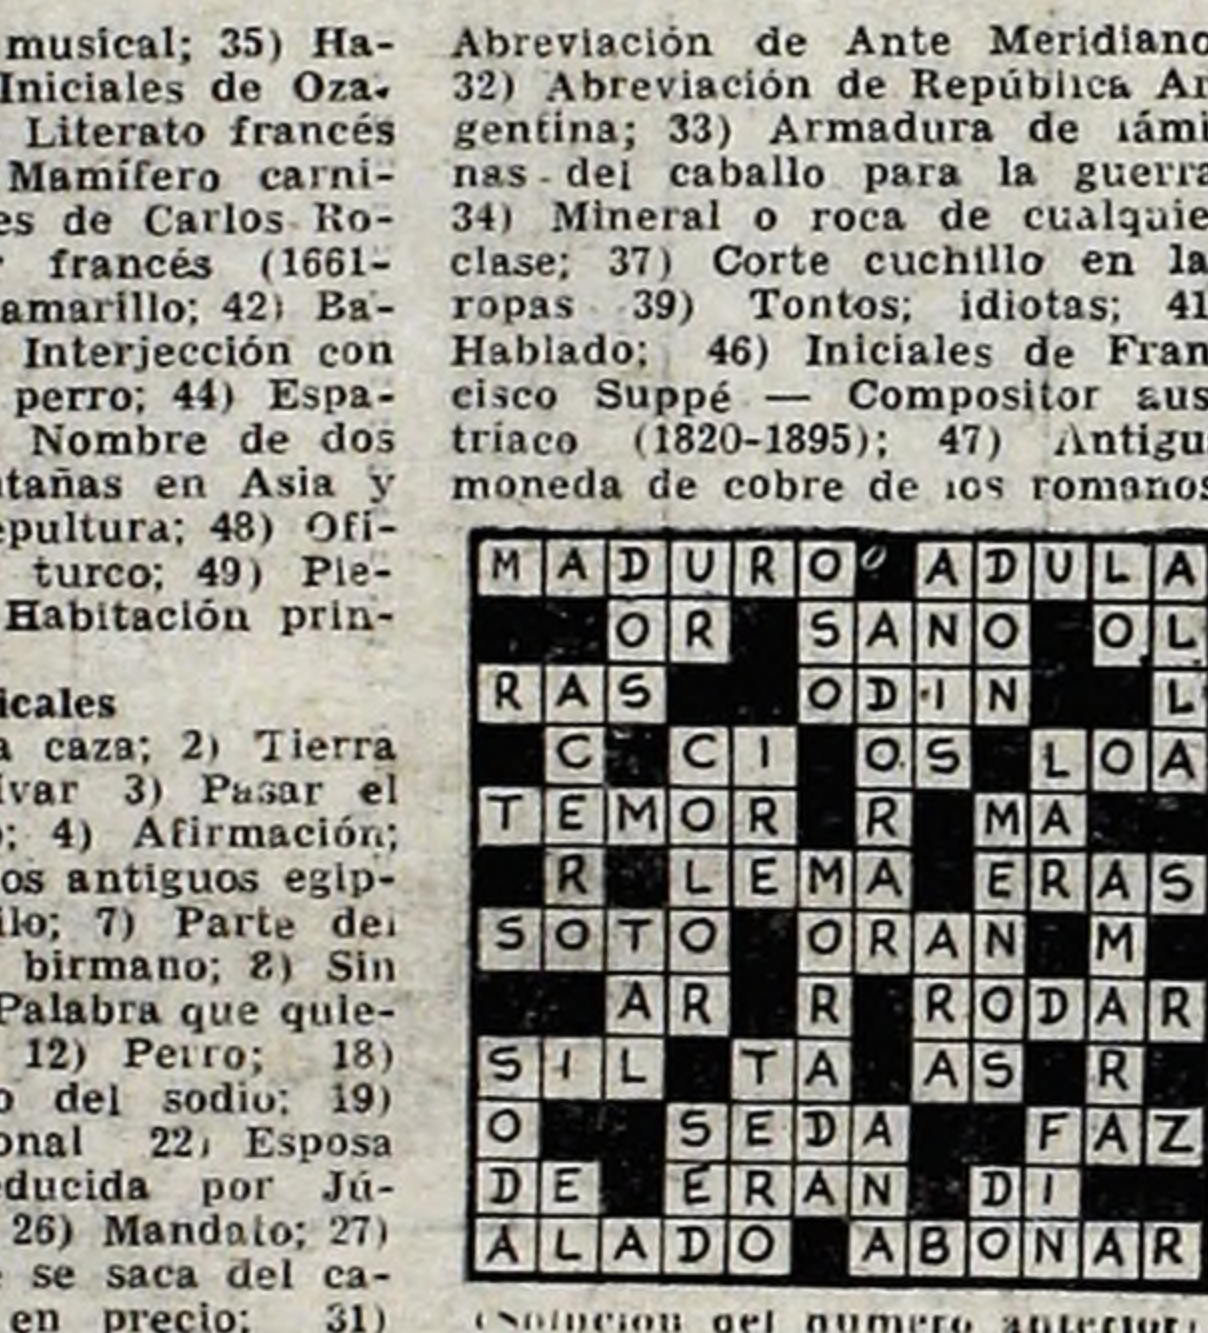 musical; 35) Ha-
Iniciales de Oza-
Literato francés
Mamífero carni-
es de Carlos Ro-
francés (1661-
amarillo; 42) Ba-
Interjección con
perro; 44) Espa-
Nombre de dos
tañas en Asia y
epultura; 48) Ofi-
turco; 49) Pie-
Habitación prin-
icales
a caza; 2) Tierra
ivar 3) Pasar el
; 4) Afirmación;
os antiguos egip-
ilo; 7) Parte del
birmano; 8) Sin
Palabra que quie-
12) Perro; 18)
o del sodio; 19)
onal 22) Esposa
educida por Jú-
26) Mandato; 27)
e se saca del ca-
en precio; 31)
Abreviación de Ante Meridiano
32) Abreviación de República Ar
gentina; 33) Armadura de lámi
nas del caballo para la guerra
34) Mineral o roca de cualquie
clase; 37) Corte cuchillo en la
ropas 39) Tontos; idiotas; 41
Hablado; 46) Iniciales de Fran
cisco Suppé — Compositor aus
tríaco (1820-1895); 47) Antigu
moneda de cobre de los romanos
MADURO ADULA
OR SANO OL
RAS ODIN L
C CI OS LOA
TEMOR R MA
R LEMA ERAS
SOTO ORAN M
AR R RODAR
SIL TA AS R
O SEDA FAZ
DE ERAN DI
ALADO ABONAR
(Solución del número anterior)